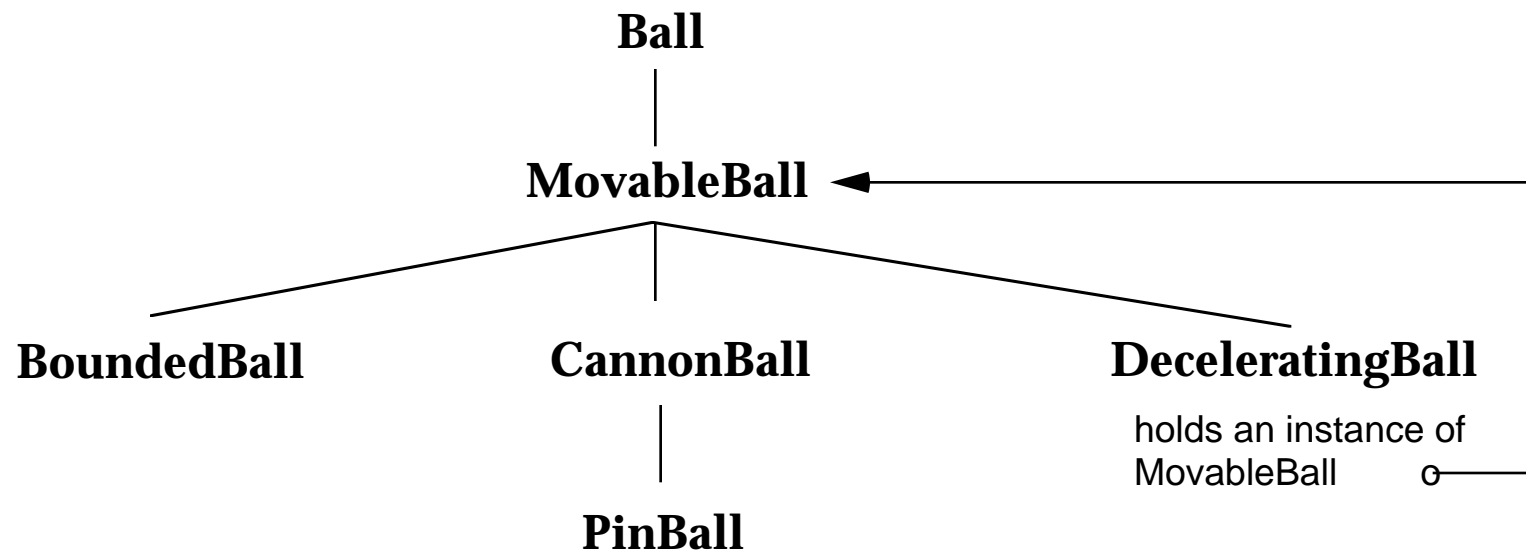 Ball
MovableBall
BoundedBall
CannonBall
DeceleratingBall
holds an instance of
MovableBall o
PinBall